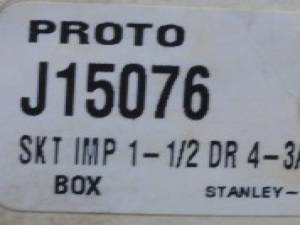 PROTO
J15076
SKT IMP 1-1/2 DR 4-3/
BOX STANLEY-